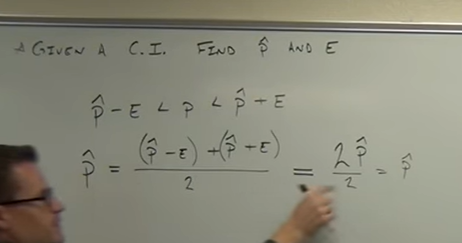 GIVEN A C.I. FIND p̂ AND E
p̂ - E < p < p̂ + E
p̂ = (p̂ - E) + (p̂ + E) / 2 = 2p̂ / 2 = p̂